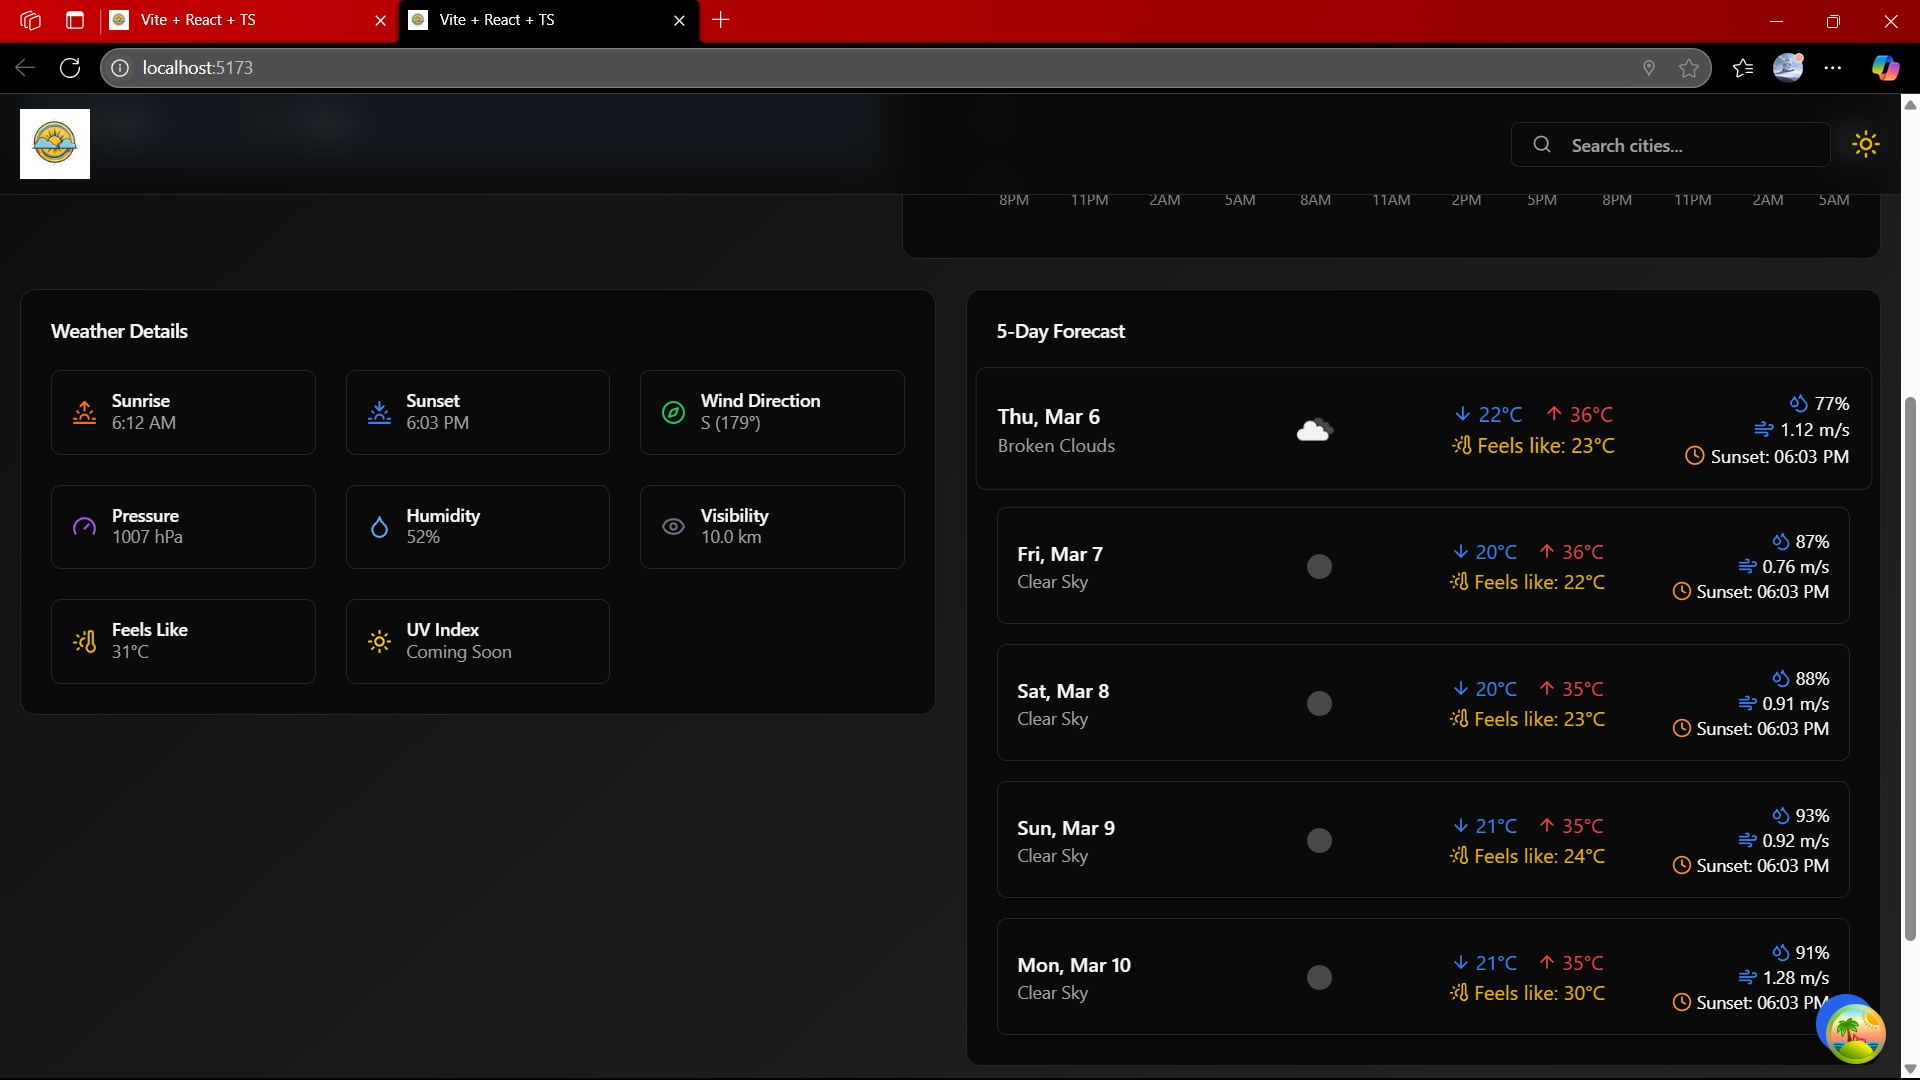 Vite + React + TS
Vite + React + TS
localhost:5173
Search cities...
8PM 11PM 2AM 5AM 8AM 11AM 2PM 5PM 8PM 11PM 2AM 5AM
Weather Details
Sunrise
6:12 AM
Sunset
6:03 PM
Wind Direction
S (179°)
Pressure
1007 hPa
Humidity
52%
Visibility
10.0 km
Feels Like
31°C
UV Index
Coming Soon
5-Day Forecast
Thu, Mar 6
Broken Clouds
↓ 22°C ↑ 36°C
Feels like: 23°C
77%
1.12 m/s
Sunset: 06:03 PM
Fri, Mar 7
Clear Sky
↓ 20°C ↑ 36°C
Feels like: 22°C
87%
0.76 m/s
Sunset: 06:03 PM
Sat, Mar 8
Clear Sky
↓ 20°C ↑ 35°C
Feels like: 23°C
88%
0.91 m/s
Sunset: 06:03 PM
Sun, Mar 9
Clear Sky
↓ 21°C ↑ 35°C
Feels like: 24°C
93%
0.92 m/s
Sunset: 06:03 PM
Mon, Mar 10
Clear Sky
↓ 21°C ↑ 35°C
Feels like: 30°C
91%
1.28 m/s
Sunset: 06:03 PM